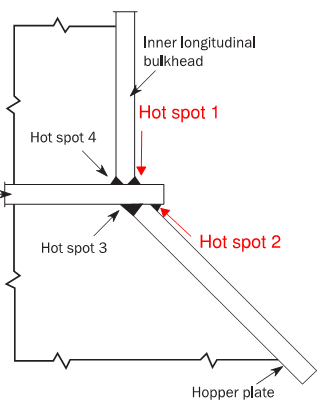 Inner longitudinal
bulkhead
Hot spot 1
Hot spot 4
Hot spot 3
Hot spot 2
Hopper plate